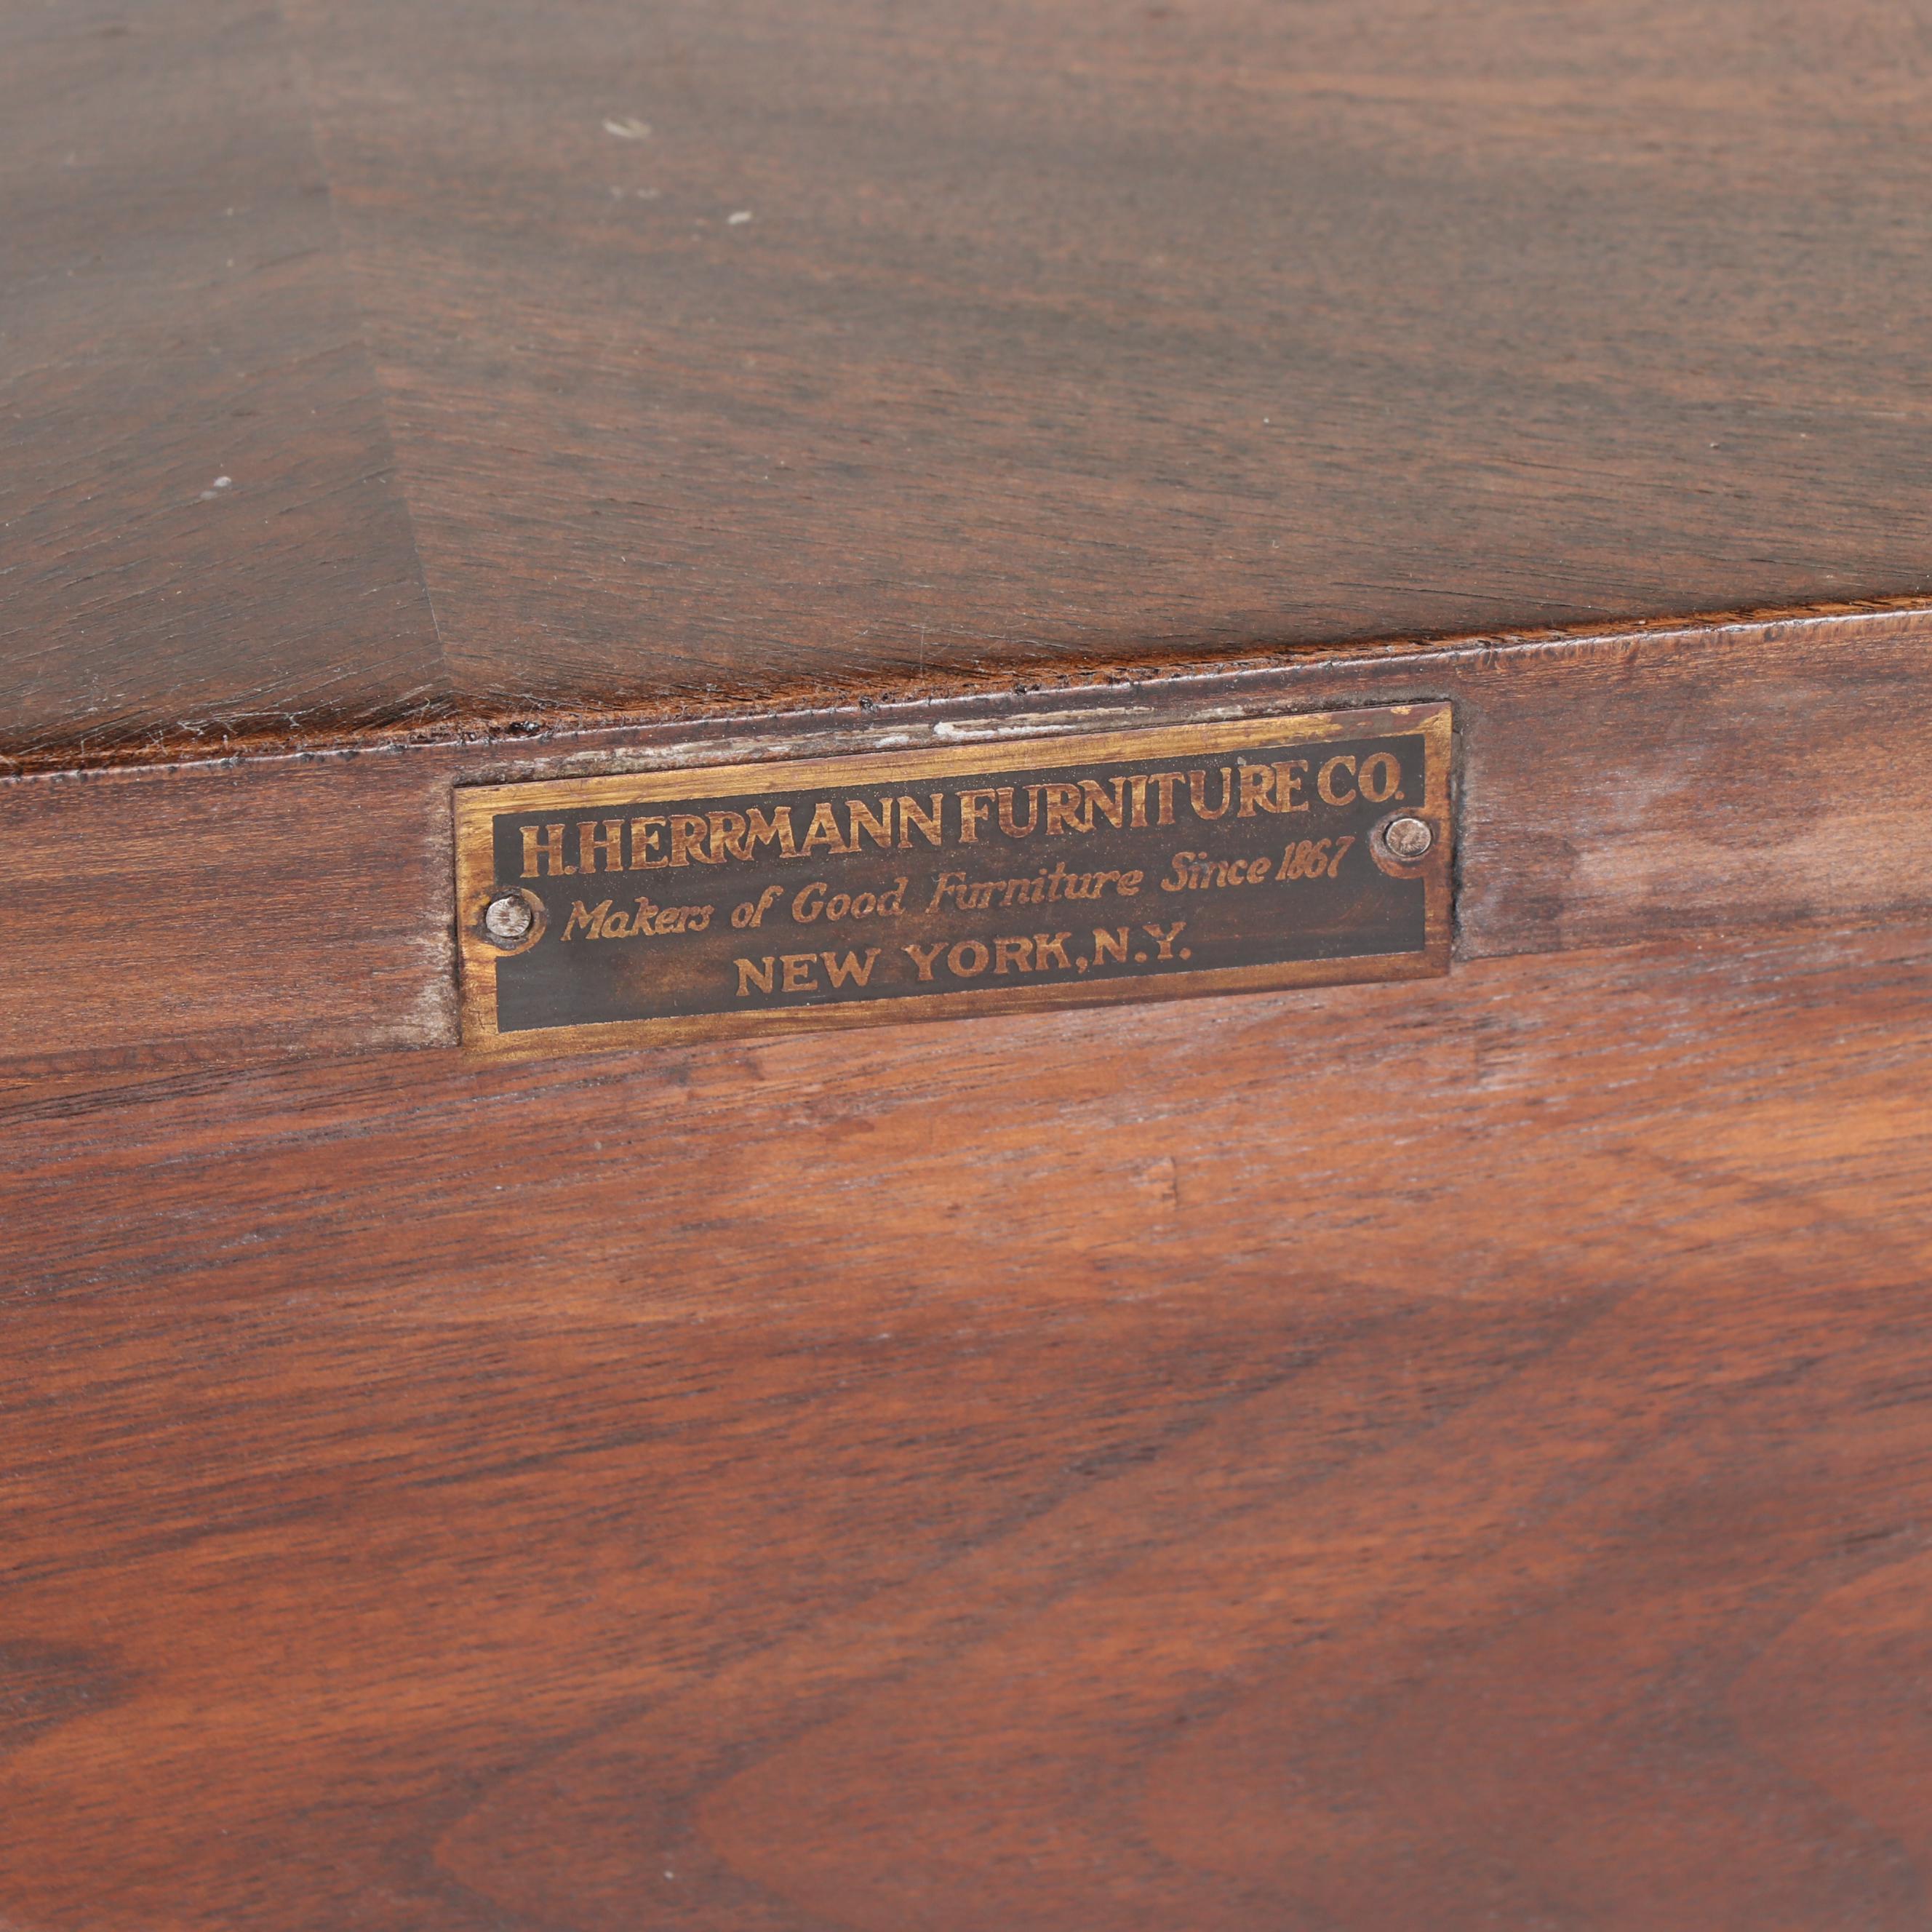 H. HERRMANN FURNITURE CO.
Makers of Good Furniture Since 1867
NEW YORK, N.Y.